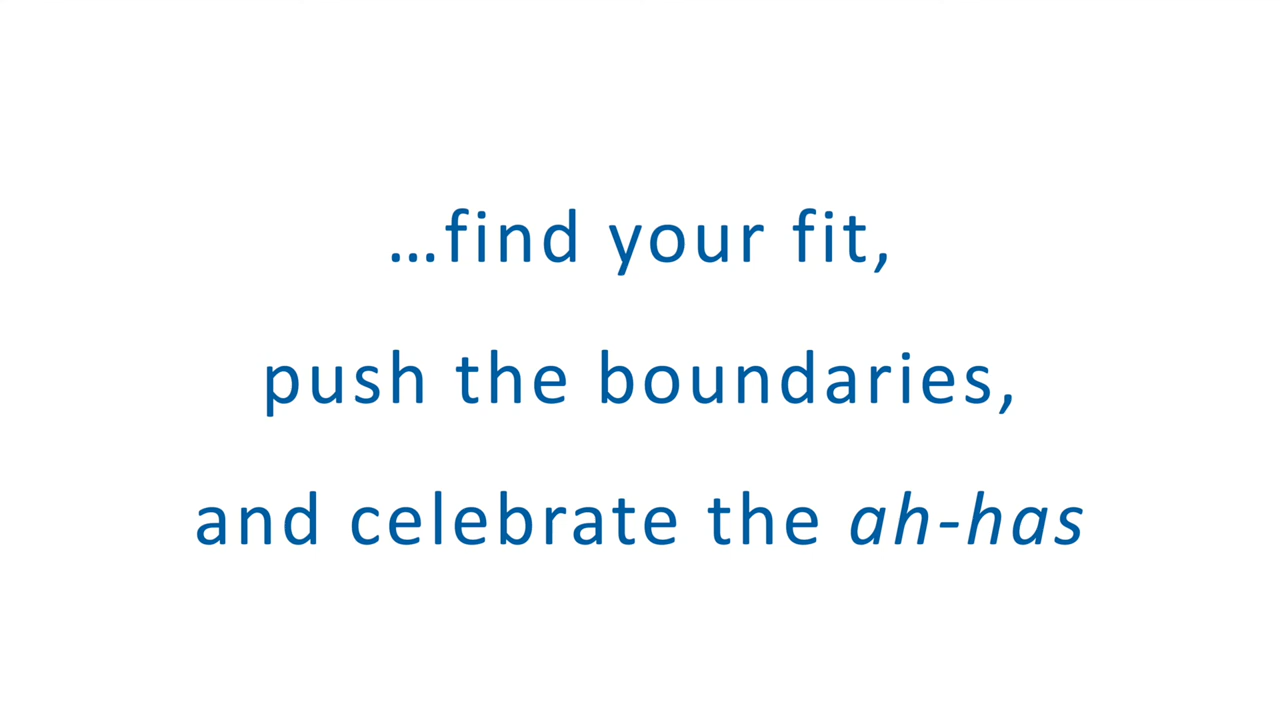 …find your fit,
push the boundaries,
and celebrate the ah-has